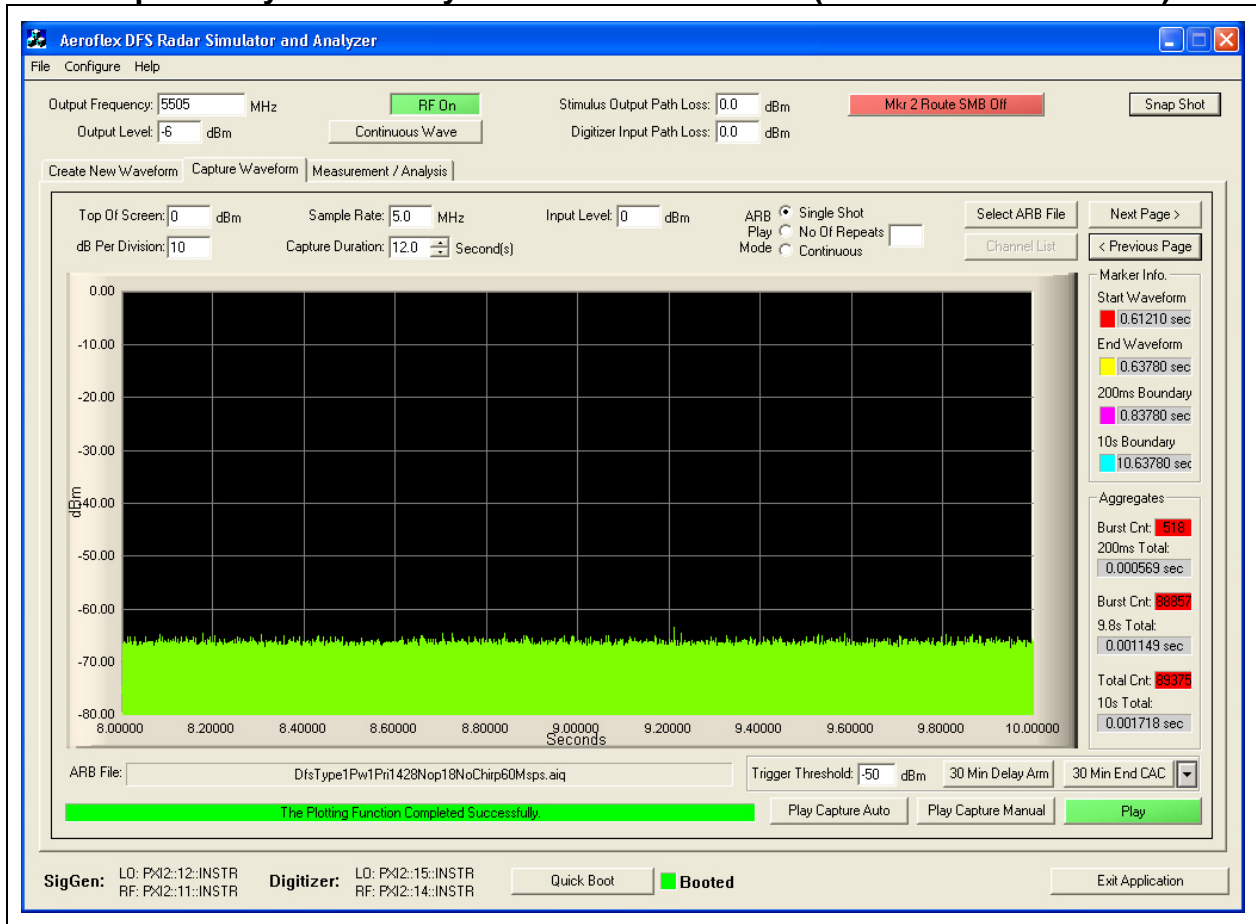 Aeroflex DFS Radar Simulator and Analyzer
File Configure Help
Output Frequency: 5505 MHz
RF On
Stimulus Output Path Loss: 0.0 dBm
Mkr 2 Route SMB Off
Snap Shot
Output Level: -6 dBm
Continuous Wave
Digitizer Input Path Loss: 0.0 dBm
Create New Waveform Capture Waveform Measurement / Analysis
Top Of Screen: 0 dBm
Sample Rate: 5.0 MHz
Input Level: 0 dBm
ARB Play Mode
Single Shot
No Of Repeats
Continuous
Select ARB File
Next Page >
dB Per Division: 10
Capture Duration: 12.0 Second(s)
Channel List
< Previous Page
0.00
-10.00
-20.00
-30.00
-40.00
-50.00
-60.00
-70.00
-80.00
dBm
8.00000 8.20000 8.40000 8.60000 8.80000 9.00000 9.20000 9.40000 9.60000 9.80000 10.00000
Seconds
Marker Info.
Start Waveform
0.61210 sec
End Waveform
0.63780 sec
200ms Boundary
0.83780 sec
10s Boundary
10.63780 sec
Aggregates
Burst Cnt: 518
200ms Total:
0.000569 sec
Burst Cnt: 88857
9.8s Total:
0.001149 sec
Total Cnt: 89375
10s Total:
0.001718 sec
ARB File: DfsType1Pw1Pri1428Nop18NoChirp60Msps.aiq
Trigger Threshold: -50 dBm
30 Min Delay Arm
30 Min End CAC
The Plotting Function Completed Successfully.
Play Capture Auto
Play Capture Manual
Play
SigGen: LO: PXI2::12::INSTR
RF: PXI2::11::INSTR
Digitizer: LO: PXI2::15::INSTR
RF: PXI2::14::INSTR
Quick Boot
Booted
Exit Application